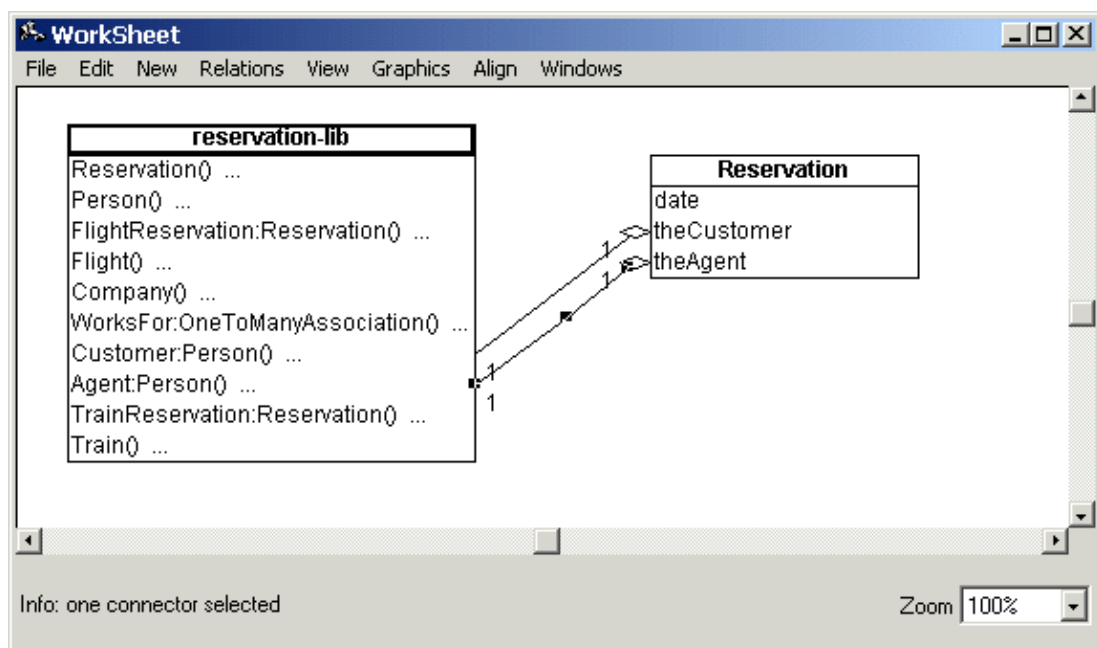 WorkSheet
File Edit New Relations View Graphics Align Windows
reservation-lib
Reservation() ...
Person() ...
FlightReservation:Reservation() ...
Flight() ...
Company() ...
WorksFor:OneToManyAssociation() ...
Customer:Person() ...
Agent:Person() ...
TrainReservation:Reservation() ...
Train() ...
Reservation
date
theCustomer
theAgent
1
1
1
1
Info: one connector selected
Zoom 100%